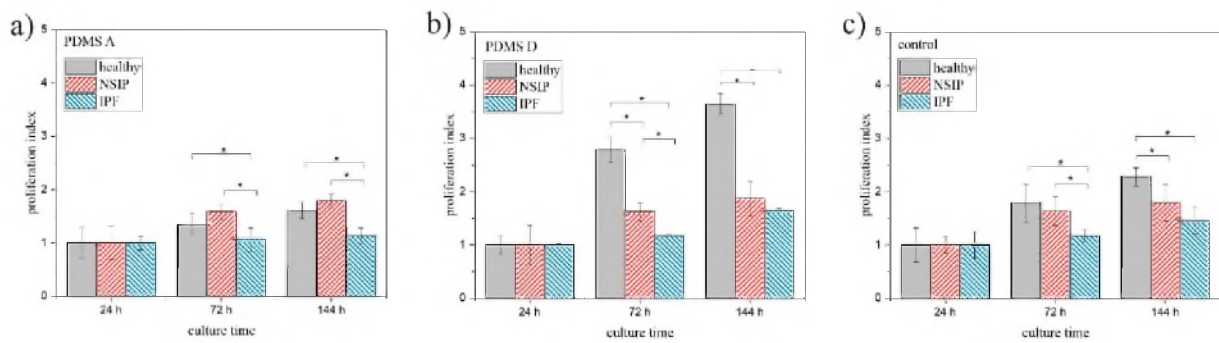 a)
PDMS A
healthy
NSIP
IPF
proliferation index
5
4
3
2
1
0
*
*
*
*
24 h
72 h
144 h
culture time
b)
PDMS D
healthy
NSIP
IPF
proliferation index
5
4
3
2
1
0
*
*
*
*
24 h
72 h
144 h
culture time
c)
control
healthy
NSIP
IPF
proliferation index
5
4
3
2
1
0
*
*
*
*
24 h
72 h
144 h
culture time